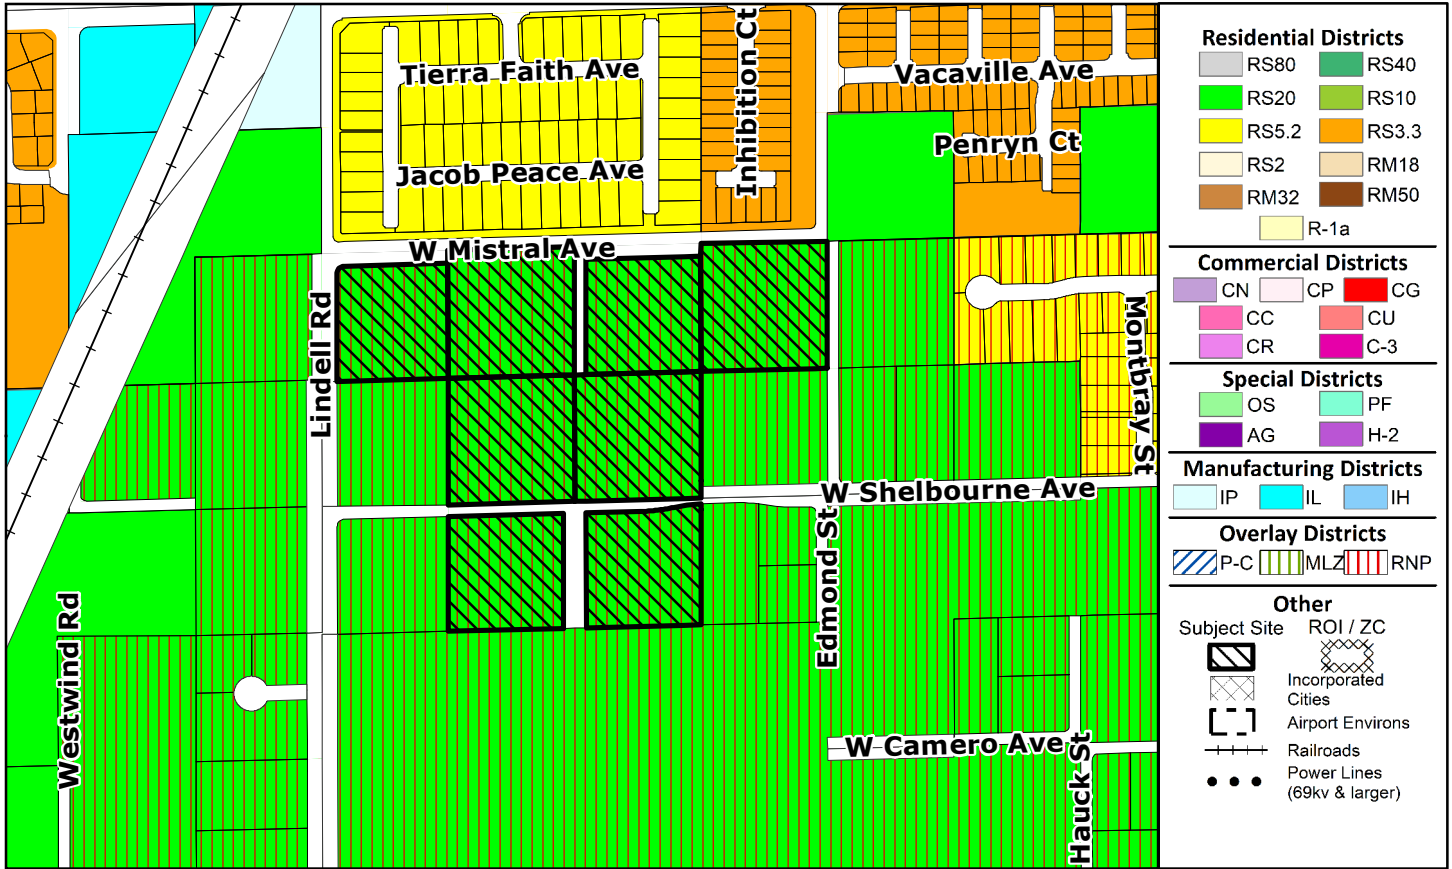 Tierra Faith Ave
Jacob Peace Ave
Inhibition Ct
Vacaville Ave
Penryn Ct
W Mistral Ave
Lindell Rd
Montbray St
W Shelbourne Ave
Edmond St
Westwind Rd
W Camero Ave
Hauck St
Residential Districts
RS80 RS40
RS20 RS10
RS5.2 RS3.3
RS2 RM18
RM32 RM50
R-1a
Commercial Districts
CN CP CG
CC CU
CR C-3
Special Districts
OS PF
AG H-2
Manufacturing Districts
IP IL IH
Overlay Districts
P-C MLZ RNP
Other
Subject Site ROI / ZC
Incorporated
Cities
Airport Environs
Railroads
Power Lines
(69kv & larger)